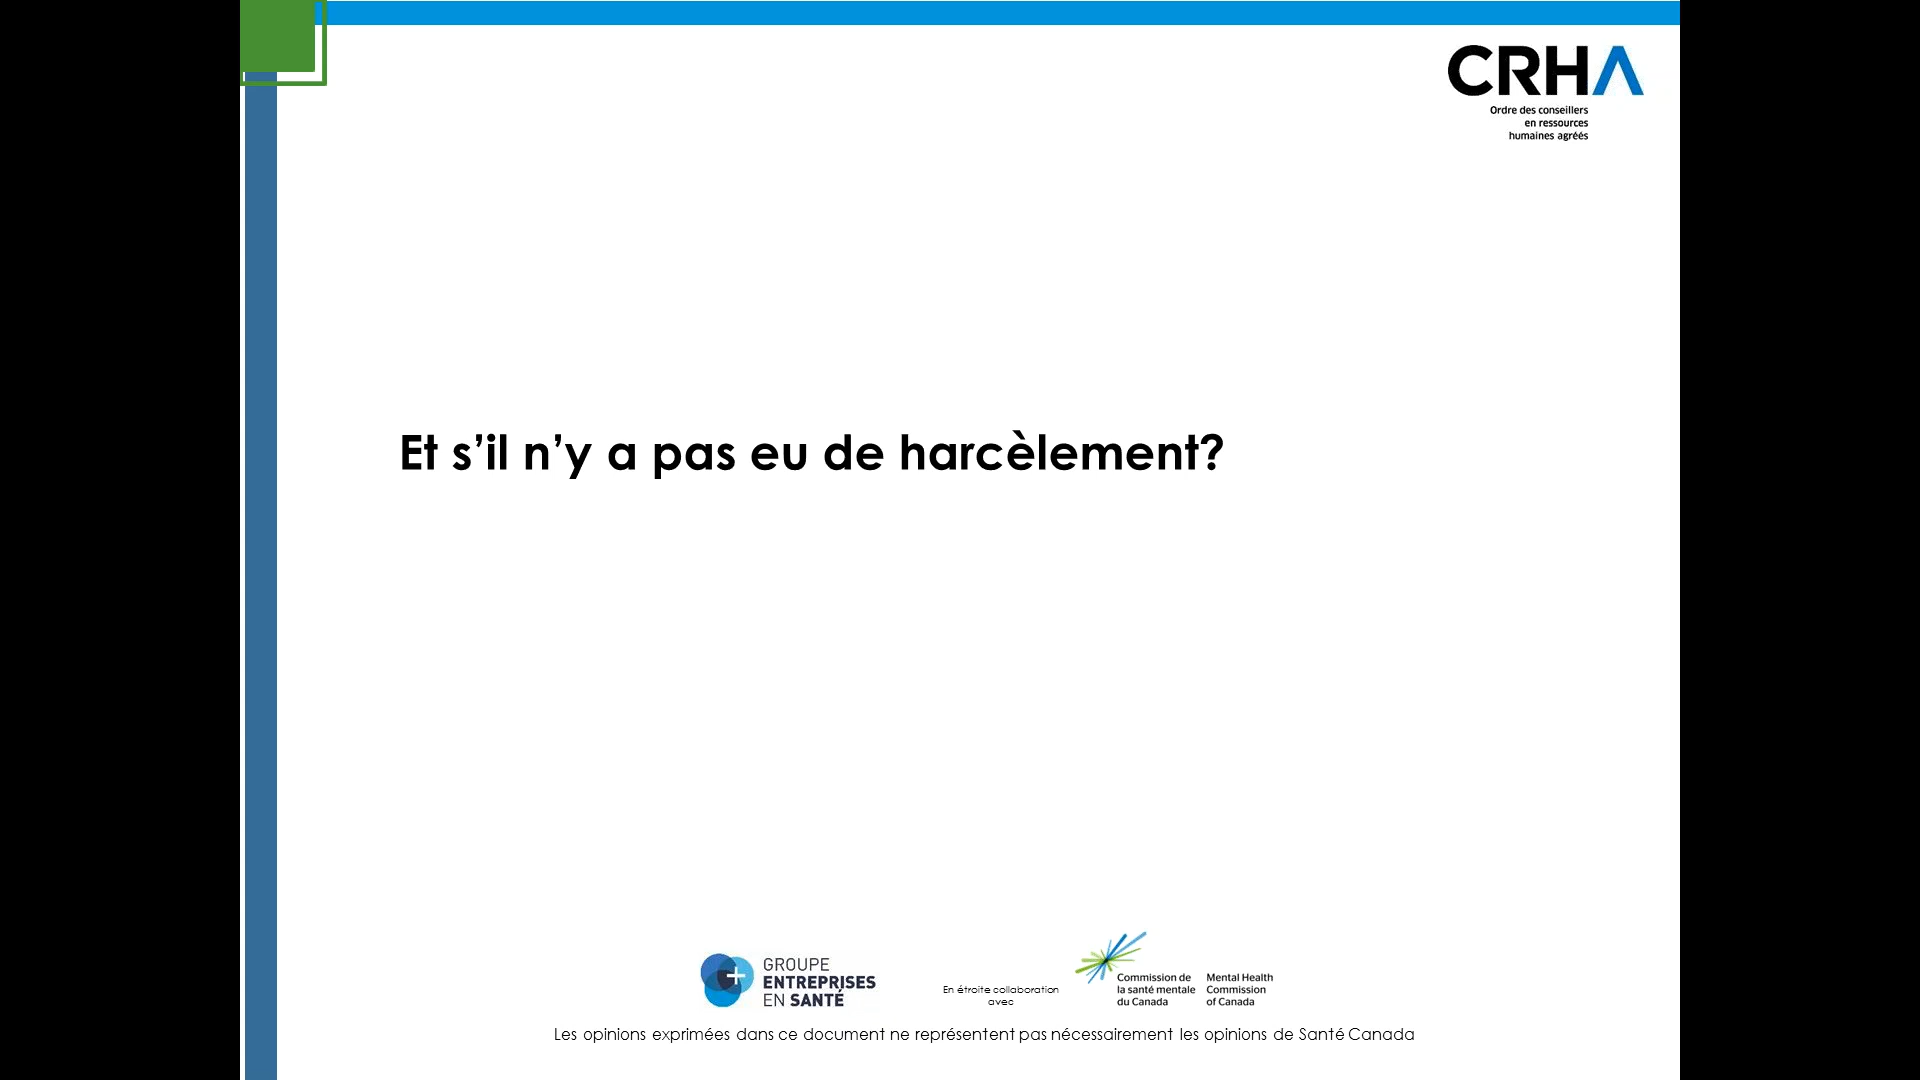 CRHA
Ordre des conseillers
en ressources
humaines agréés
Et s’il n’y a pas eu de harcèlement?
GROUPE
ENTREPRISES
EN SANTÉ
En étroite collaboration
avec
Commission de
la santé mentale
du Canada
Mental Health
Commission
of Canada
Les opinions exprimées dans ce document ne représentent pas nécessairement les opinions de Santé Canada